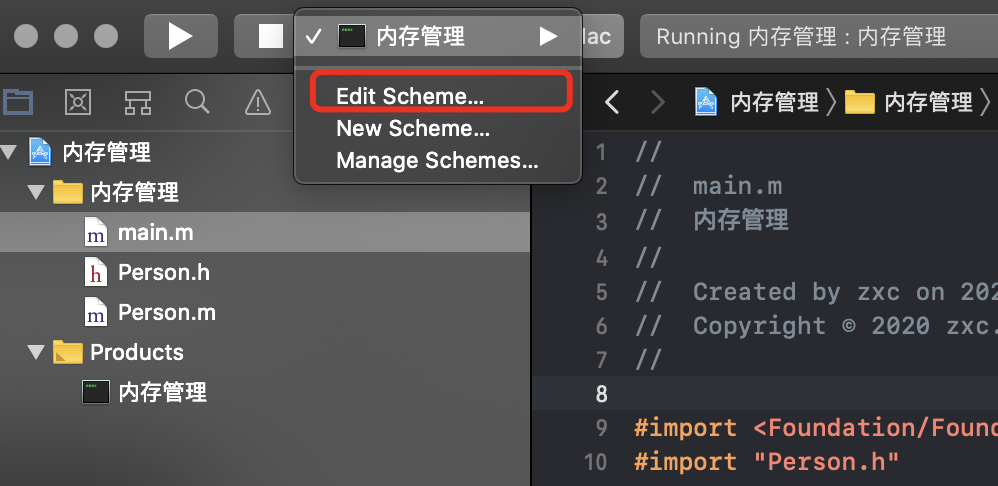 内存管理
lac
Running 内存管理 : 内存管理
Edit Scheme...
New Scheme...
Manage Schemes...
内存管理
内存管理
内存管理
内存管理
m main.m
h Person.h
m Person.m
Products
内存管理
1 //
2 // main.m
3 // 内存管理
4 //
5 // Created by zxc on 202
6 // Copyright © 2020 zxc.
7 //
8
9 #import <Foundation/Found
10 #import "Person.h"